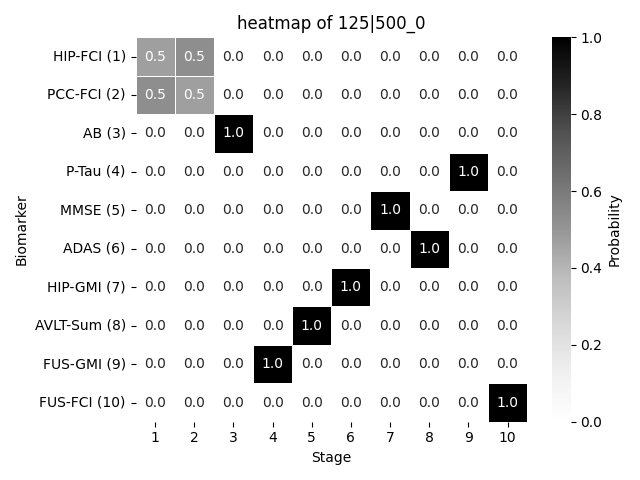 heatmap of 125|500_0
Biomarker
HIP-FCI (1) 0.5 0.5 0.0 0.0 0.0 0.0 0.0 0.0 0.0 0.0
PCC-FCI (2) 0.5 0.5 0.0 0.0 0.0 0.0 0.0 0.0 0.0 0.0
AB (3) 0.0 0.0 1.0 0.0 0.0 0.0 0.0 0.0 0.0 0.0
P-Tau (4) 0.0 0.0 0.0 0.0 0.0 0.0 0.0 0.0 1.0 0.0
MMSE (5) 0.0 0.0 0.0 0.0 0.0 0.0 1.0 0.0 0.0 0.0
ADAS (6) 0.0 0.0 0.0 0.0 0.0 0.0 0.0 1.0 0.0 0.0
HIP-GMI (7) 0.0 0.0 0.0 0.0 0.0 1.0 0.0 0.0 0.0 0.0
AVLT-Sum (8) 0.0 0.0 0.0 0.0 1.0 0.0 0.0 0.0 0.0 0.0
FUS-GMI (9) 0.0 0.0 0.0 1.0 0.0 0.0 0.0 0.0 0.0 0.0
FUS-FCI (10) 0.0 0.0 0.0 0.0 0.0 0.0 0.0 0.0 0.0 1.0
1 2 3 4 5 6 7 8 9 10
Stage
1.0
0.8
0.6
0.4
0.2
0.0
Probability